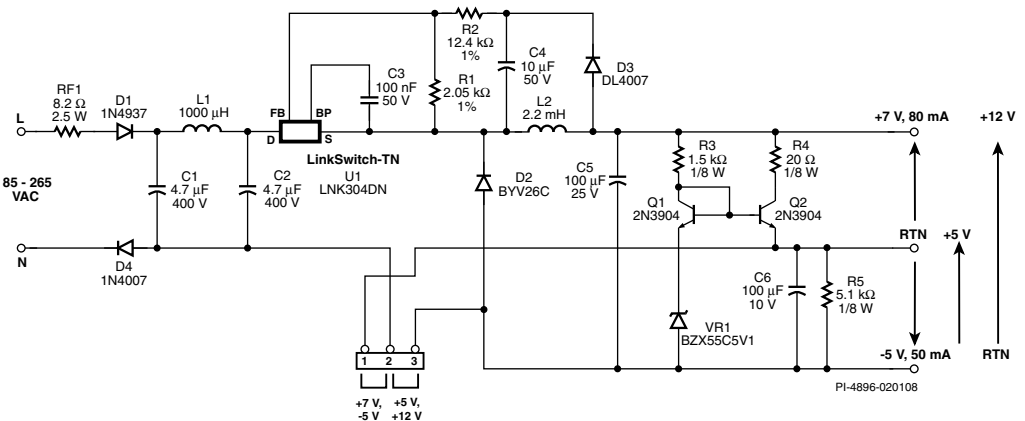 R2
12.4 kΩ
1%
C4
10 µF
50 V
D3
DL4007
C3
100 nF
50 V
R1
2.05 kΩ
1%
RF1
8.2 Ω
2.5 W
D1
1N4937
L1
1000 µH
FB
BP
D
S
L2
2.2 mH
L
+7 V, 80 mA
+12 V
LinkSwitch-TN
U1
LNK304DN
85 - 265
VAC
C1
4.7 µF
400 V
C2
4.7 µF
400 V
D2
BYV26C
C5
100 µF
25 V
R3
1.5 kΩ
1/8 W
R4
20 Ω
1/8 W
Q1
2N3904
Q2
2N3904
RTN
+5 V
N
D4
1N4007
C6
100 µF
10 V
R5
5.1 kΩ
1/8 W
VR1
BZX55C5V1
1
2
3
-5 V, 50 mA
RTN
PI-4896-020108
+7 V,
-5 V
+5 V,
+12 V